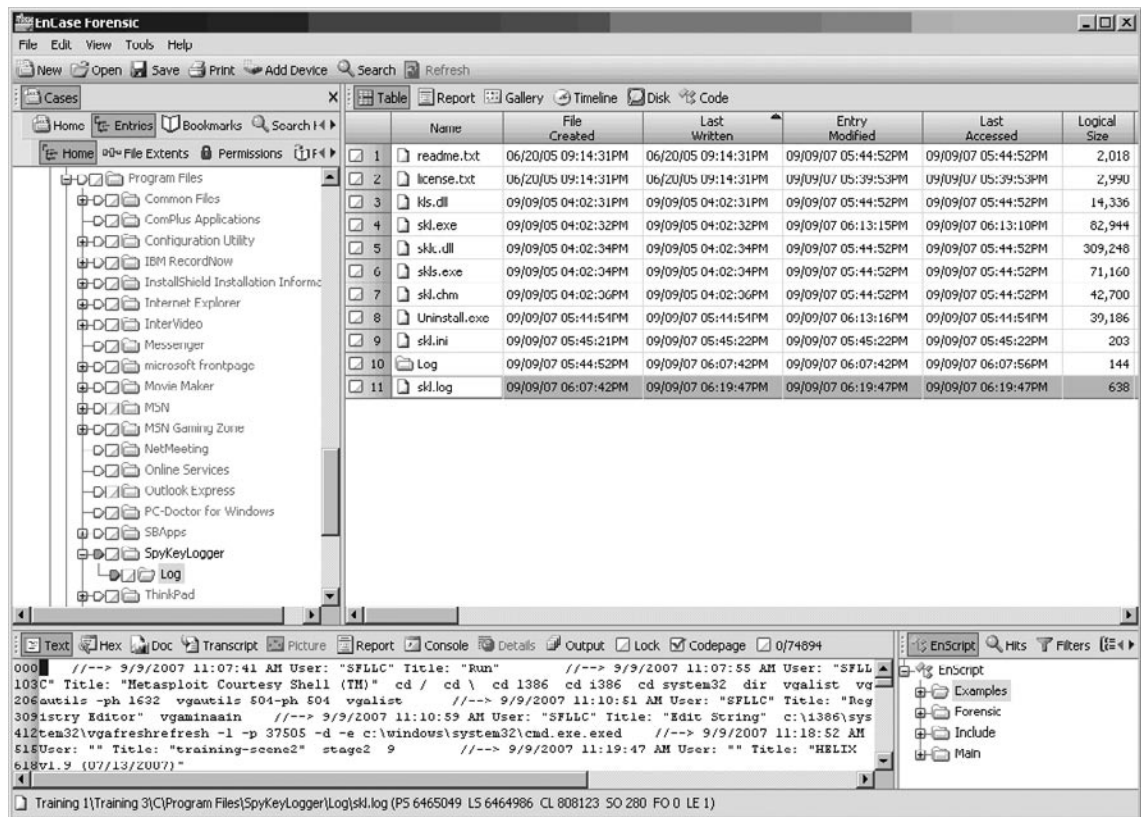 EnCase Forensic
File Edit View Tools Help
New Open Save Print Add Device Search Refresh
Cases
Home Entries Bookmarks Search
Home File Extents Permissions
Program Files
Common Files
ComPlus Applications
Configuration Utility
IBM RecordNow
InstallShield Installation Informa
Internet Explorer
InterVideo
Messenger
microsoft frontpage
Movie Maker
MSN
MSN Gaming Zone
NetMeeting
Online Services
Outlook Express
PC-Doctor for Windows
SBApps
SpyKeyLogger
Log
ThinkPad
Table Report Gallery Timeline Disk Code
Name File Created Last Written Entry Modified Last Accessed Logical Size
1 readme.txt 06/20/05 09:14:31PM 06/20/05 09:14:31PM 09/09/07 05:44:52PM 09/09/07 05:44:52PM 2,018
2 license.txt 06/20/05 09:14:31PM 06/20/05 09:14:31PM 09/09/07 05:39:53PM 09/09/07 05:39:53PM 2,990
3 kls.dll 09/09/05 04:02:31PM 09/09/05 04:02:31PM 09/09/07 05:44:52PM 09/09/07 05:44:52PM 14,336
4 skl.exe 09/09/05 04:02:32PM 09/09/05 04:02:32PM 09/09/07 06:13:15PM 09/09/07 06:13:10PM 82,944
5 09/09/05 04:02:34PM 09/09/05 04:02:34PM 09/09/07 05:44:52PM 09/09/07 05:44:52PM 309,248
6 skls.exe 09/09/05 04:02:34PM 09/09/05 04:02:34PM 09/09/07 05:44:52PM 09/09/07 05:44:52PM 71,160
7 skl.chm 09/09/05 04:02:36PM 09/09/05 04:02:36PM 09/09/07 05:44:52PM 09/09/07 05:44:52PM 42,700
8 Uninstall.exe 09/09/07 05:44:54PM 09/09/07 05:44:54PM 09/09/07 06:13:16PM 09/09/07 05:44:54PM 39,186
9 skl.ini 09/09/07 05:45:21PM 09/09/07 05:45:22PM 09/09/07 05:45:22PM 09/09/07 05:45:22PM 203
10 Log 09/09/07 05:44:52PM 09/09/07 06:07:42PM 09/09/07 06:07:42PM 09/09/07 06:07:56PM 144
11 skl.log 09/09/07 06:07:42PM 09/09/07 06:19:47PM 09/09/07 06:19:47PM 09/09/07 06:19:47PM 638
Text Hex Doc Transcript Picture Report Console Details Output Lock Codepage 0/74894
000 //--> 9/9/2007 11:07:41 AM User: "SFLLC" Title: "Run" //--> 9/9/2007 11:07:55 AM User: "SFLL
103C" Title: "Metasploit Courtesy Shell (TM)" cd / cd \ cd l386 cd i386 cd system32 dir vgalist vg
206autils -ph 1632 vgautils 504-ph 504 vgalist //--> 9/9/2007 11:10:51 AM User: "SFLLC" Title: "Reg
309istry Editor" vgaminaain //--> 9/9/2007 11:10:59 AM User: "SFLLC" Title: "Edit String" c:\i386\sys
412tem32\vgafreshrefresh -l -p 37505 -d -e c:\windows\system32\cmd.exe.exed //--> 9/9/2007 11:18:52 AM
515User: "" Title: "training-scene2" stage2 9 //--> 9/9/2007 11:19:47 AM User: "" Title: "HELIX
618v1.9 (07/13/2007)"
EnScript Hits Filters
EnScript
Examples
Forensic
Include
Main
Training 1\Training 3\C\Program Files\SpyKeyLogger\Log\skl.log (PS 6465049 LS 6464986 CL 808123 SO 280 FO 0 LE 1)